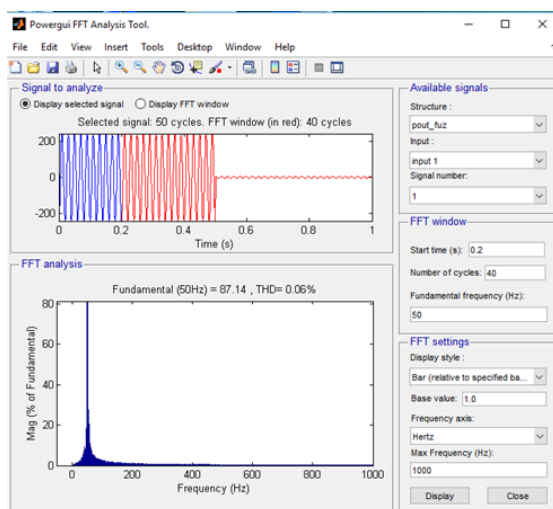 Powergui FFT Analysis Tool.
File Edit View Insert Tools Desktop Window Help
Signal to analyze
Display selected signal Display FFT window
Selected signal: 50 cycles. FFT window (in red): 40 cycles
200
0
-200
0 0.2 0.4 0.6 0.8 1
Time (s)
FFT analysis
Fundamental (50Hz) = 87.14 , THD= 0.06%
80
60
40
20
0
Mag (% of Fundamental)
0 200 400 600 800 1000
Frequency (Hz)
Available signals
Structure :
pout_fuz
Input :
input 1
Signal number:
1
FFT window
Start time (s): 0.2
Number of cycles: 40
Fundamental frequency (Hz):
50
FFT settings
Display style :
Bar (relative to specified ba...
Base value: 1.0
Frequency axis:
Hertz
Max Frequency (Hz):
1000
Display Close